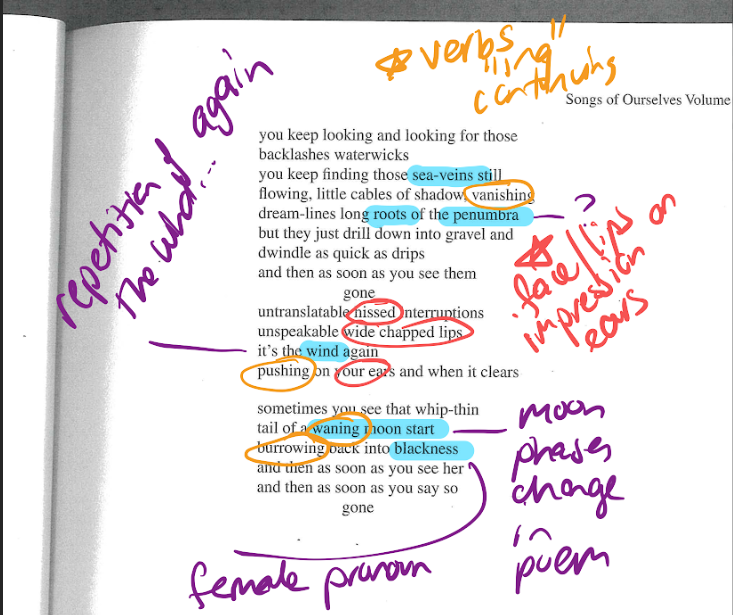 verbs
"ing"
continuing
Songs of Ourselves Volume
repetition of
the what... again
you keep looking and looking for those
backlashes waterwicks
you keep finding those sea-veins still
flowing, little cables of shadow, vanishing
dream-lines long roots of the penumbra
?
but they just drill down into gravel and
dwindle as quick as drips
and then as soon as you see them
gone
face/lips on
impression
ears
untranslatable hissed interruptions
unspeakable wide chapped lips
it's the wind again
pushing on your ears and when it clears
sometimes you see that whip-thin
tail of a waning moon start
burrowing back into blackness
and then as soon as you see her
and then as soon as you say so
gone
moon
phases
change
in
poem
female pronoun